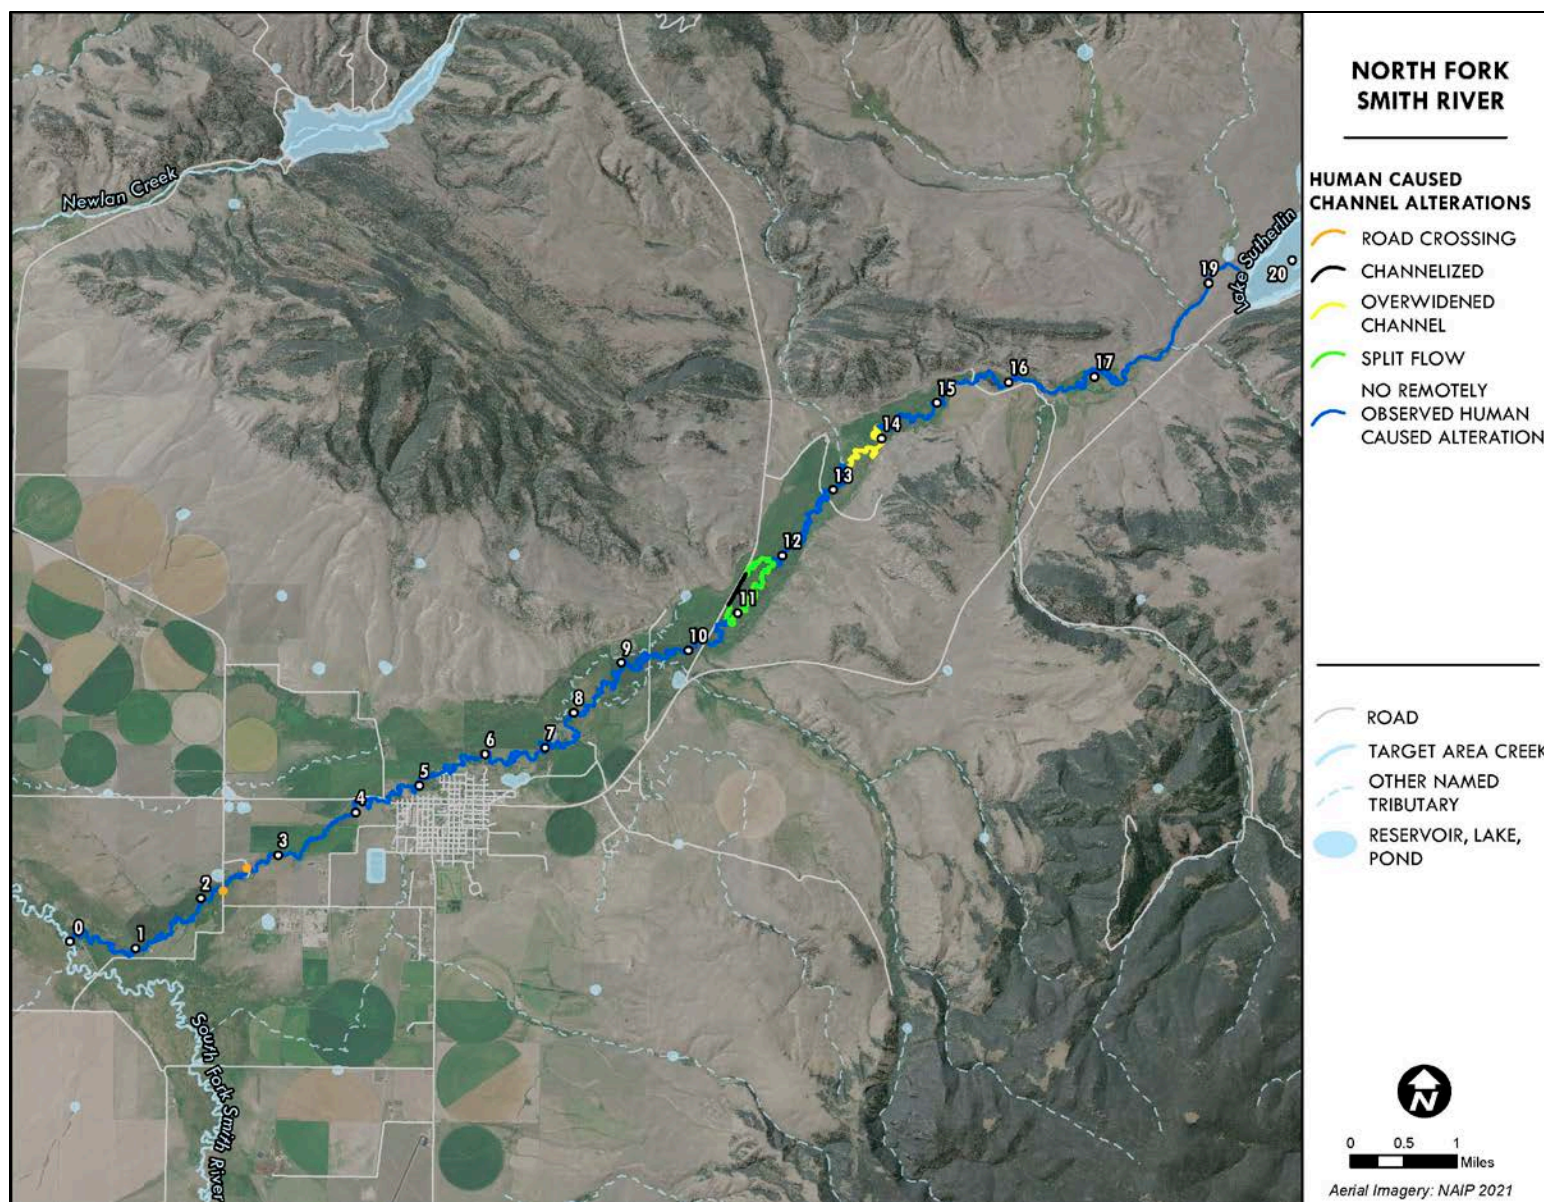 NORTH FORK
SMITH RIVER
HUMAN CAUSED
CHANNEL ALTERATIONS
ROAD CROSSING
CHANNELIZED
OVERWIDENED
CHANNEL
SPLIT FLOW
NO REMOTELY
OBSERVED HUMAN
CAUSED ALTERATION
ROAD
TARGET AREA CREEK
OTHER NAMED
TRIBUTARY
RESERVOIR, LAKE,
POND
N
0 0.5 1
Miles
Aerial Imagery: NAIP 2021
Newlan Creek
Lake Sutherlin
South Fork Smith River
0
1
2
3
4
5
6
7
8
9
10
11
12
13
14
15
16
17
19
20